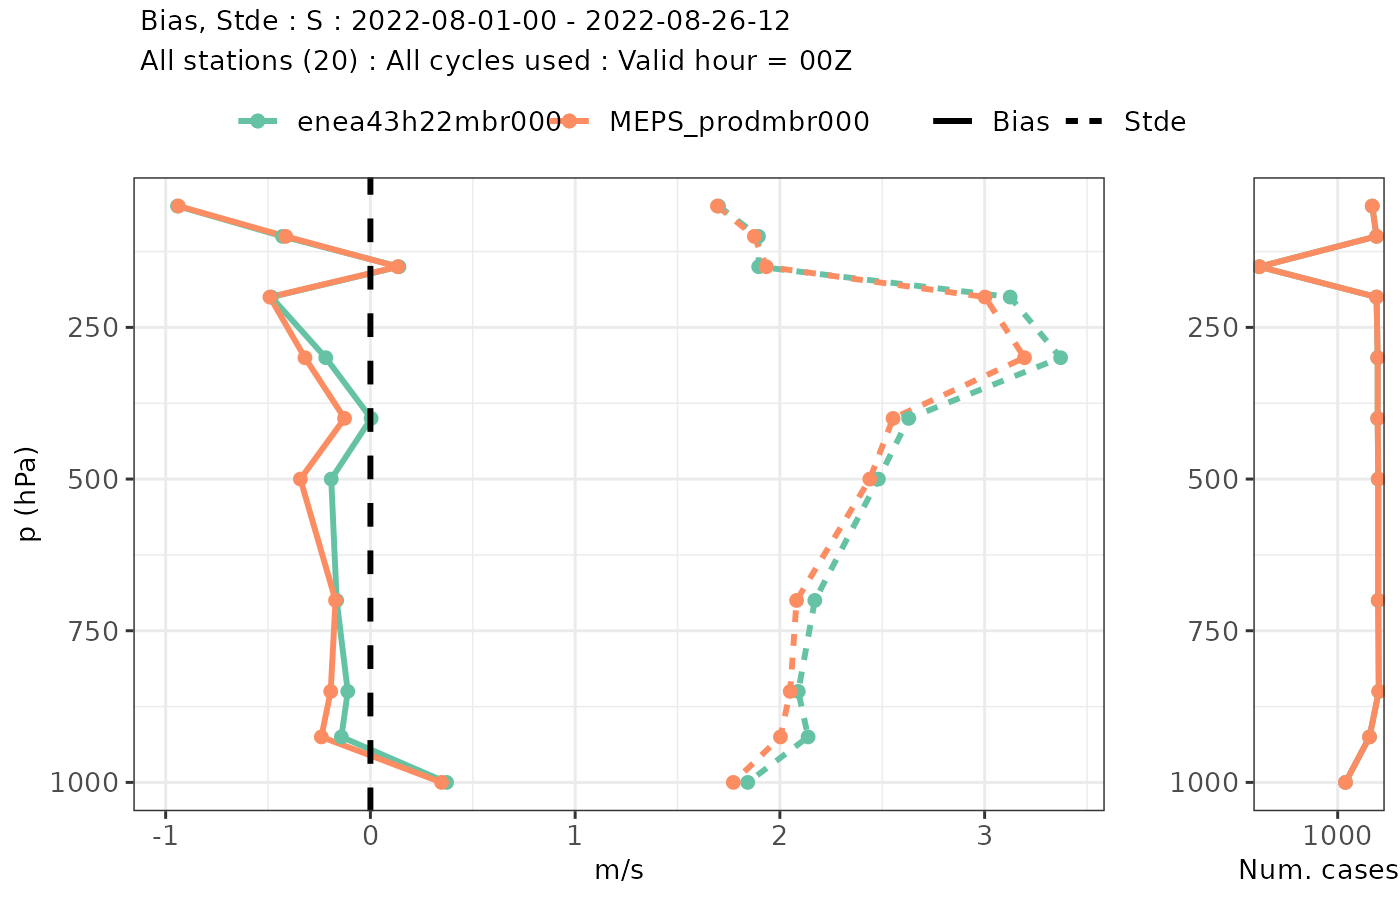 Bias, Stde : S : 2022-08-01-00 - 2022-08-26-12
All stations (20) : All cycles used : Valid hour = 00Z
enea43h22mbr000 MEPS_prodmbr000 Bias Stde
p (hPa)
250
500
750
1000
-1 0 1 2 3
m/s
250
500
750
1000
1000
Num. cases